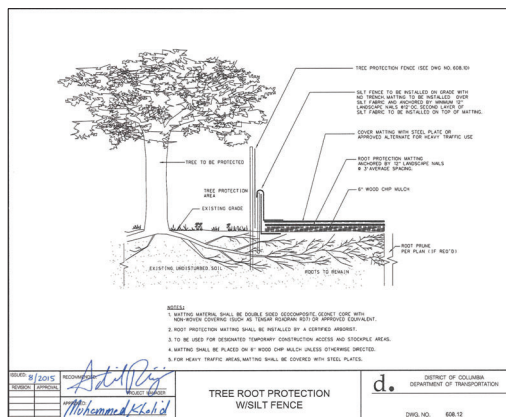 TREE PROTECTION FENCE (SEE DWG NO. 608.10)
SILT FENCE TO BE INSTALLED ON GRADE WITH
NO TRENCH. MATTING TO BE INSTALLED OVER
SILT FABRIC AND ANCHORED BY MINIMUM 12"
LANDSCAPE NAILS @12"OC. SECOND LAYER OF
SILT FABRIC TO BE INSTALLED ON TOP OF MATTING.
COVER MATTING WITH STEEL PLATE OR
APPROVED ALTERNATE FOR HEAVY TRAFFIC USE
TREE TO BE PROTECTED
ROOT PROTECTION MATTING
ANCHORED BY 12" LANDSCAPE NAILS
@ 3' AVERAGE SPACING.
TREE PROTECTION
AREA
6" WOOD CHIP MULCH
EXISTING GRADE
ROOT PRUNE
PER PLAN (IF REQ'D)
EXISTING UNDISTURBED SOIL
ROOTS TO REMAIN
NOTES:
1. MATTING MATERIAL SHALL BE DOUBLE SIDED GEOCOMPOSITE, GEONET CORE WITH
NON-WOVEN COVERING (SUCH AS TENSAR ROADRAIN RD7) OR APPROVED EQUIVALENT.
2. ROOT PROTECTION MATTING SHALL BE INSTALLED BY A CERTIFIED ARBORIST.
3. TO BE USED FOR DESIGNATED TEMPORARY CONSTRUCTION ACCESS AND STOCKPILE AREAS.
4. MATTING SHALL BE PLACED ON 6" WOOD CHIP MULCH UNLESS OTHERWISE DIRECTED.
5. FOR HEAVY TRAFFIC AREAS, MATTING SHALL BE COVERED WITH STEEL PLATES.
ISSUED: 8/2015
RECOMMENDED:
REVISION APPROVAL
PROJECT MANAGER
APPROVED:
Muhammed Khalid
TREE ROOT PROTECTION
W/SILT FENCE
d.
DISTRICT OF COLUMBIA
DEPARTMENT OF TRANSPORTATION
DWG. NO. 608.12